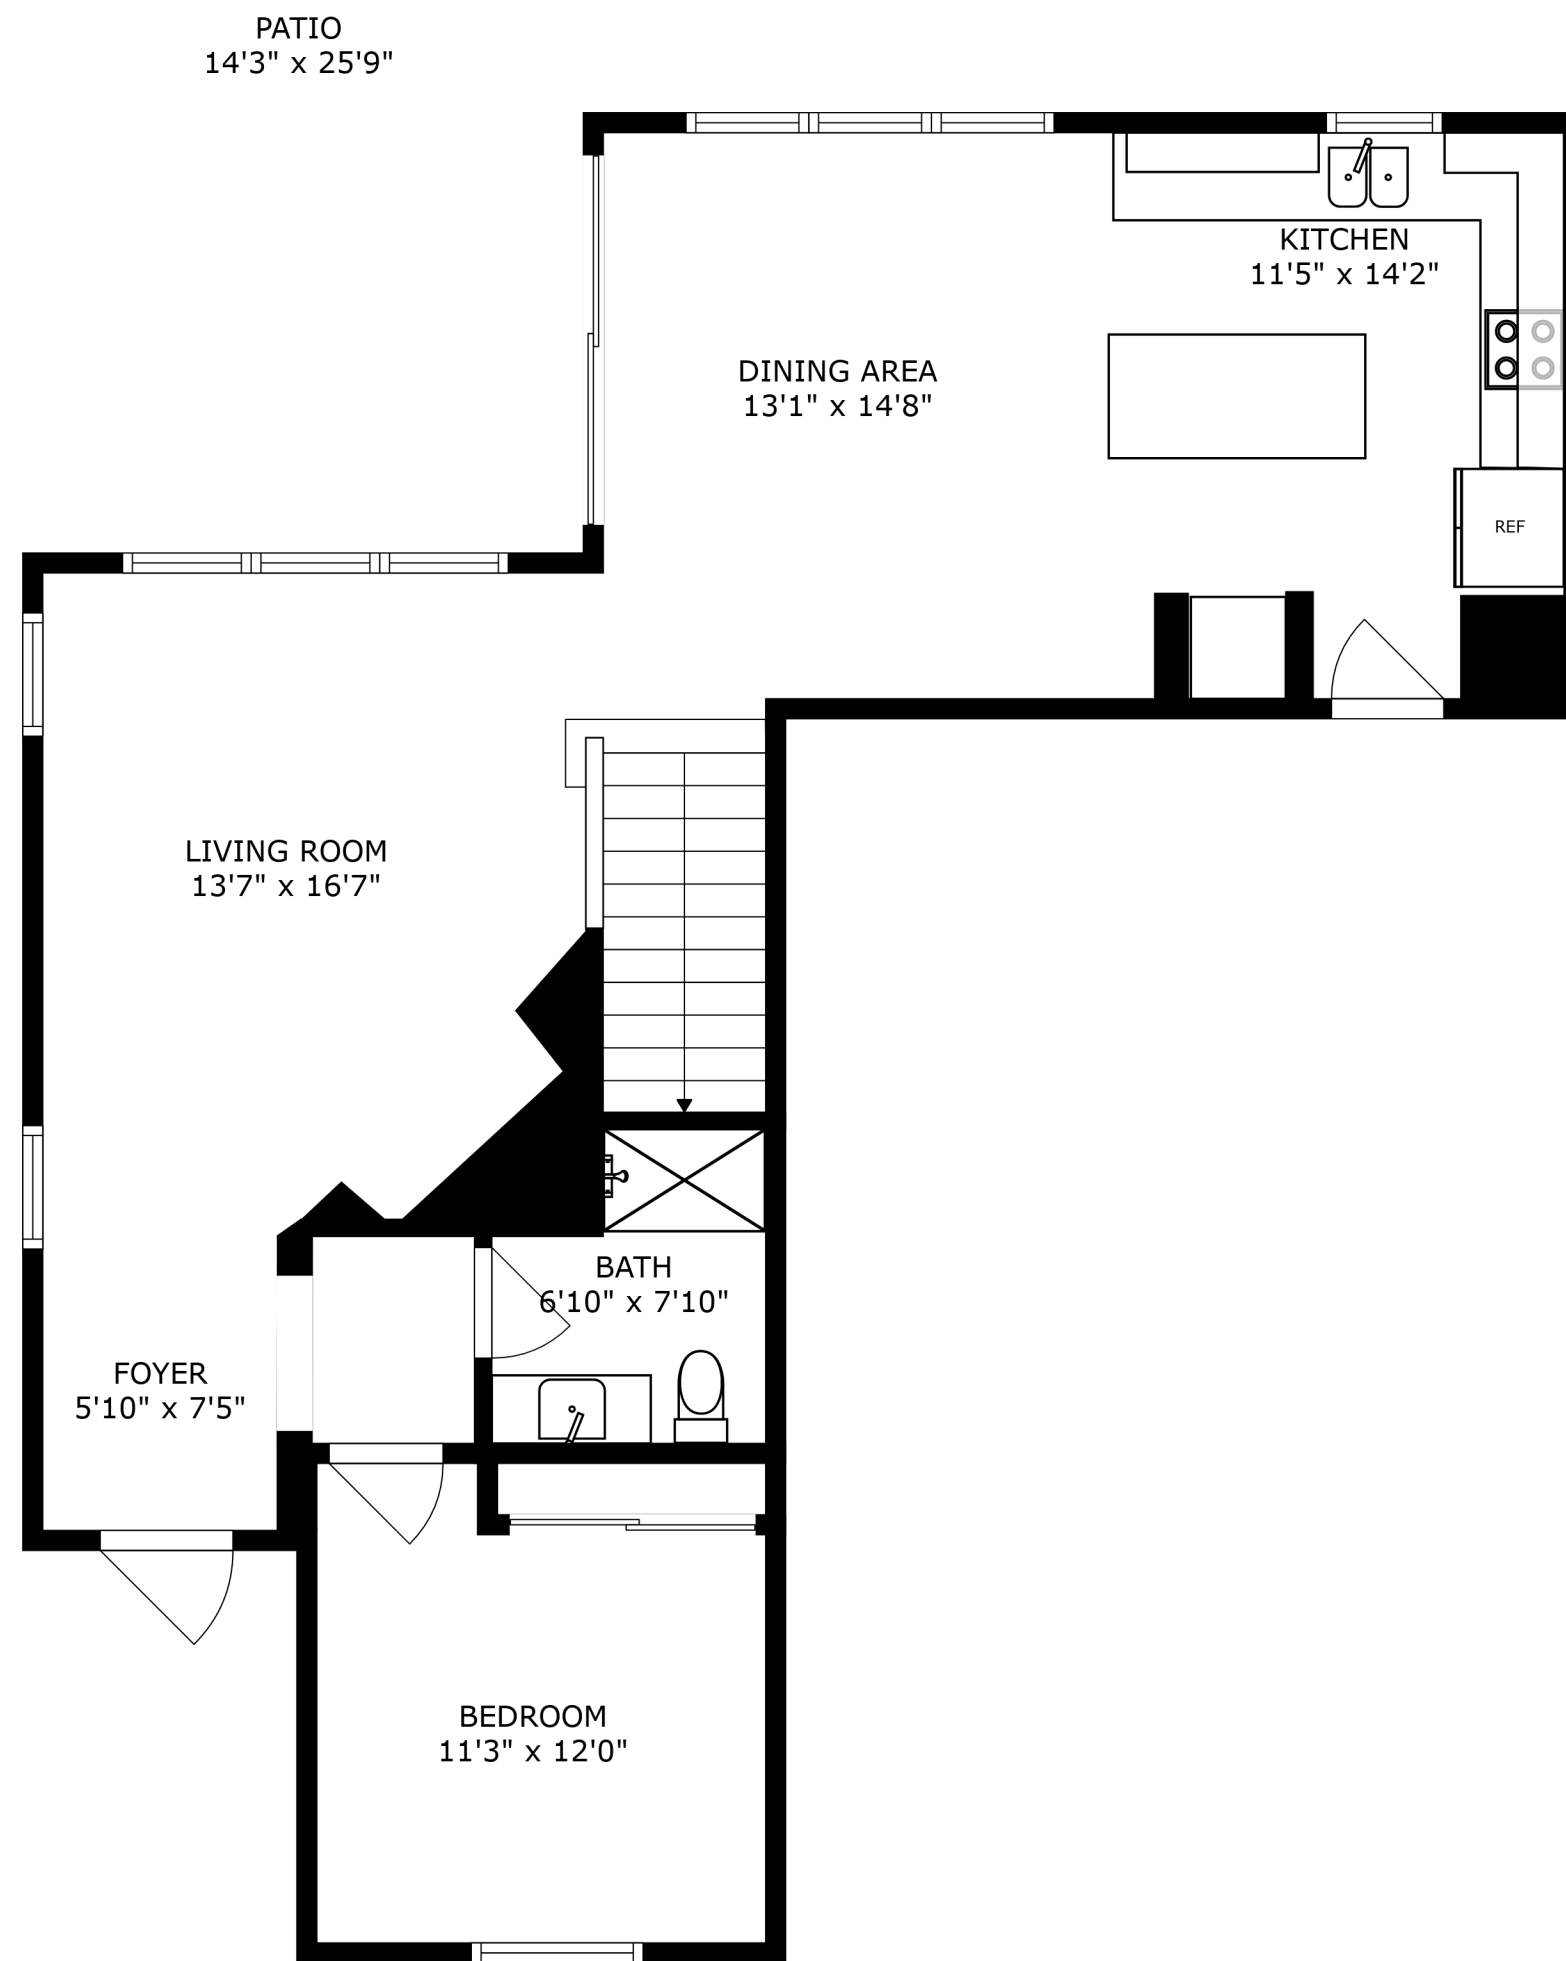 PATIO
14'3" x 25'9"
KITCHEN
11'5" x 14'2"
DINING AREA
13'1" x 14'8"
REF
LIVING ROOM
13'7" x 16'7"
BATH
6'10" x 7'10"
FOYER
5'10" x 7'5"
BEDROOM
11'3" x 12'0"